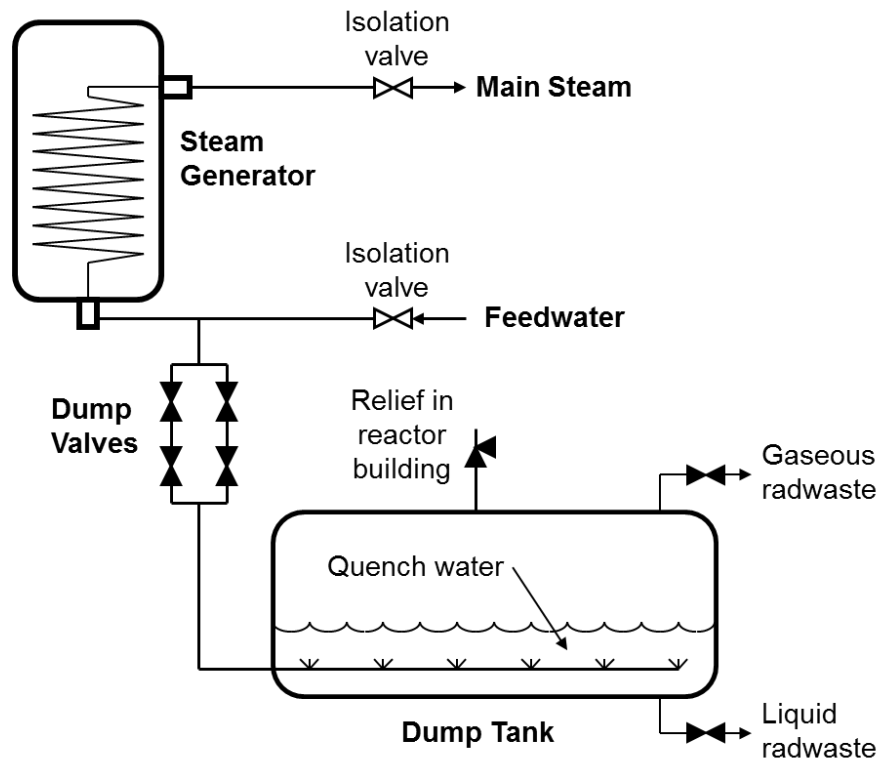 Isolation
valve
Main Steam
Steam
Generator
Isolation
valve
Feedwater
Dump
Valves
Relief in
reactor
building
Gaseous
radwaste
Quench water
Dump Tank
Liquid
radwaste